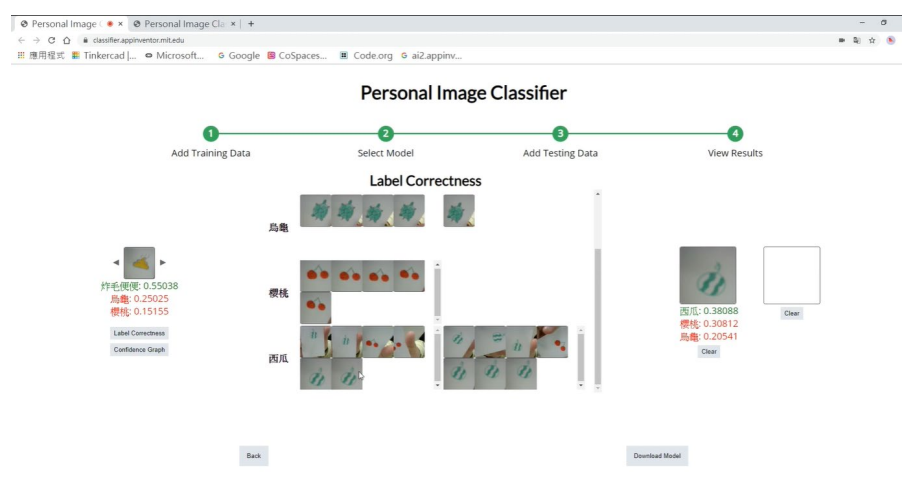 Personal Image C
Personal Image Cla
classifier.appinventor.mit.edu
應用程式 Tinkercad |... Microsoft... Google CoSpaces... Code.org ai2.appinv...
Personal Image Classifier
1 2 3 4
Add Training Data Select Model Add Testing Data View Results
Label Correctness
烏龜
櫻桃
西瓜
炸毛便便: 0.55038
烏龜: 0.25025
櫻桃: 0.15155
Label Correctness
Confidence Graph
西瓜: 0.38088
櫻桃: 0.30812
烏龜: 0.20541
Clear
Clear
Back
Download Model